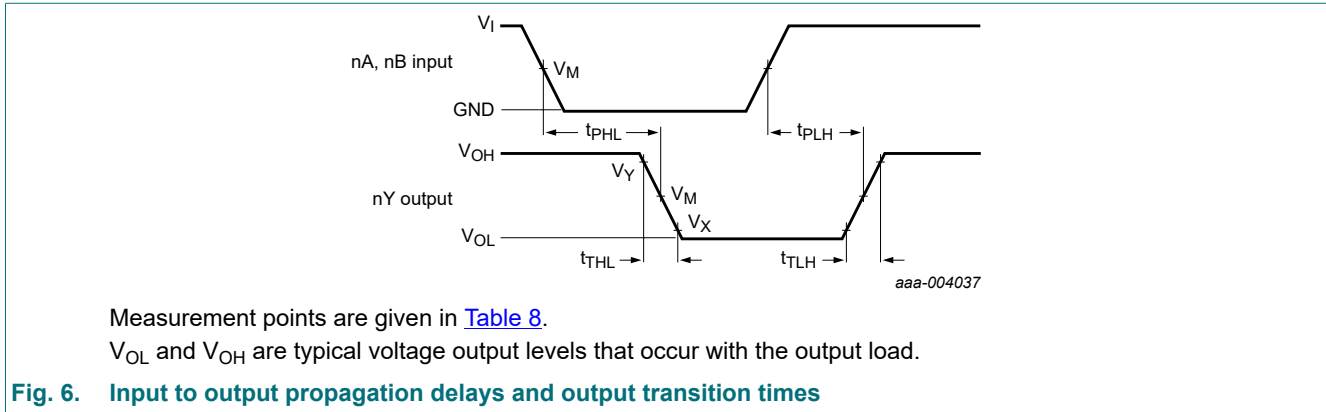 VI
nA, nB input
VM
GND
tPHL
tPLH
VOH
VY
nY output
VM
VX
VOL
tTHL
tTLH
aaa-004037
Measurement points are given in Table 8.
VOL and VOH are typical voltage output levels that occur with the output load.
Fig. 6. Input to output propagation delays and output transition times